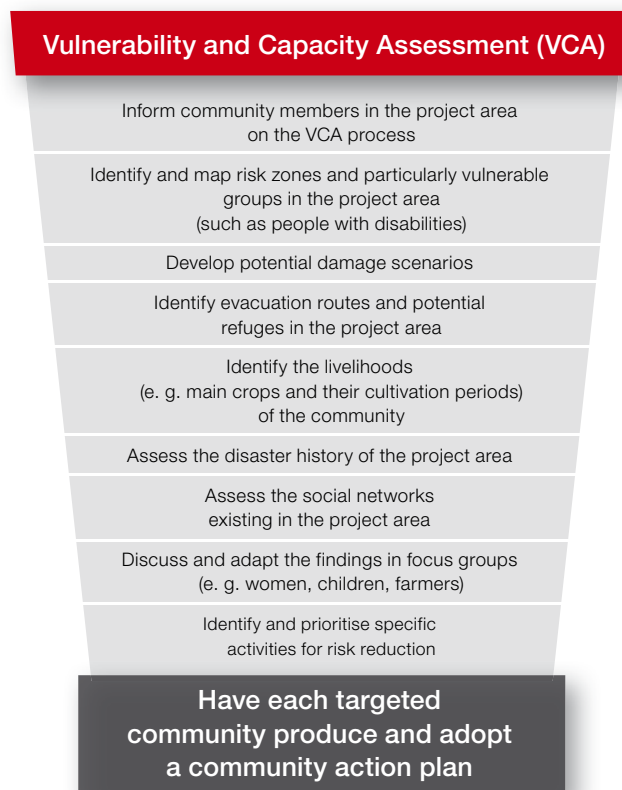 Vulnerability and Capacity Assessment (VCA)
Inform community members in the project area
on the VCA process
Identify and map risk zones and particularly vulnerable
groups in the project area
(such as people with disabilities)
Develop potential damage scenarios
Identify evacuation routes and potential
refuges in the project area
Identify the livelihoods
(e. g. main crops and their cultivation periods)
of the community
Assess the disaster history of the project area
Assess the social networks
existing in the project area
Discuss and adapt the findings in focus groups
(e. g. women, children, farmers)
Identify and prioritise specific
activities for risk reduction
Have each targeted
community produce and adopt
a community action plan